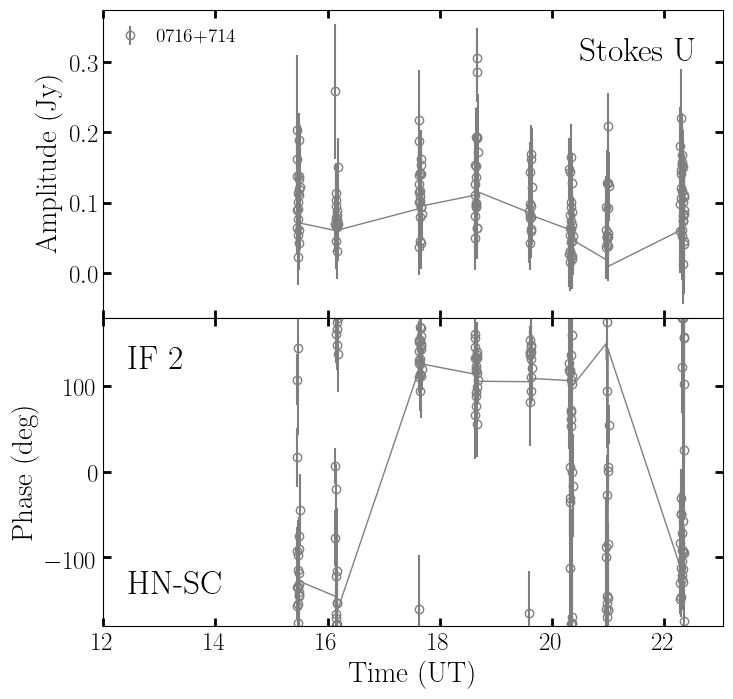 0716+714
Stokes U
0.3
0.2
0.1
0.0
Amplitude (Jy)
IF 2
100
0
−100
Phase (deg)
HN-SC
12 14 16 18 20 22
Time (UT)